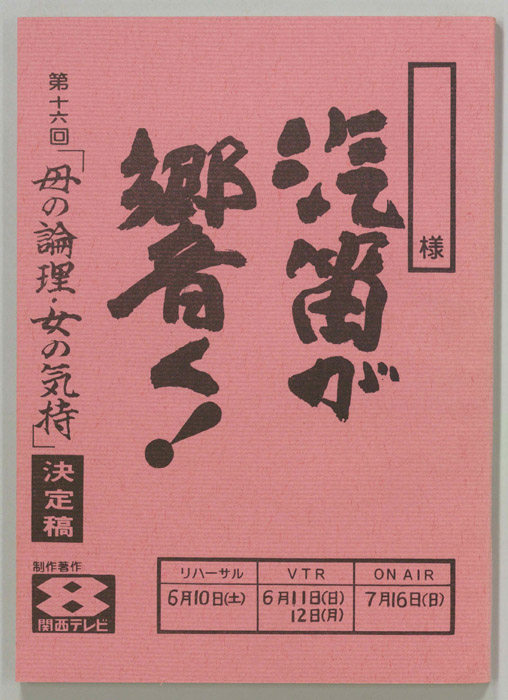 様
汽笛が
響く!
第十六回「母の論理・女の気持」
決定稿
制作著作
8
関西テレビ
リハーサル VTR ON AIR
6月10日(土) 6月11日(日) 7月16日(日)
12日(月)